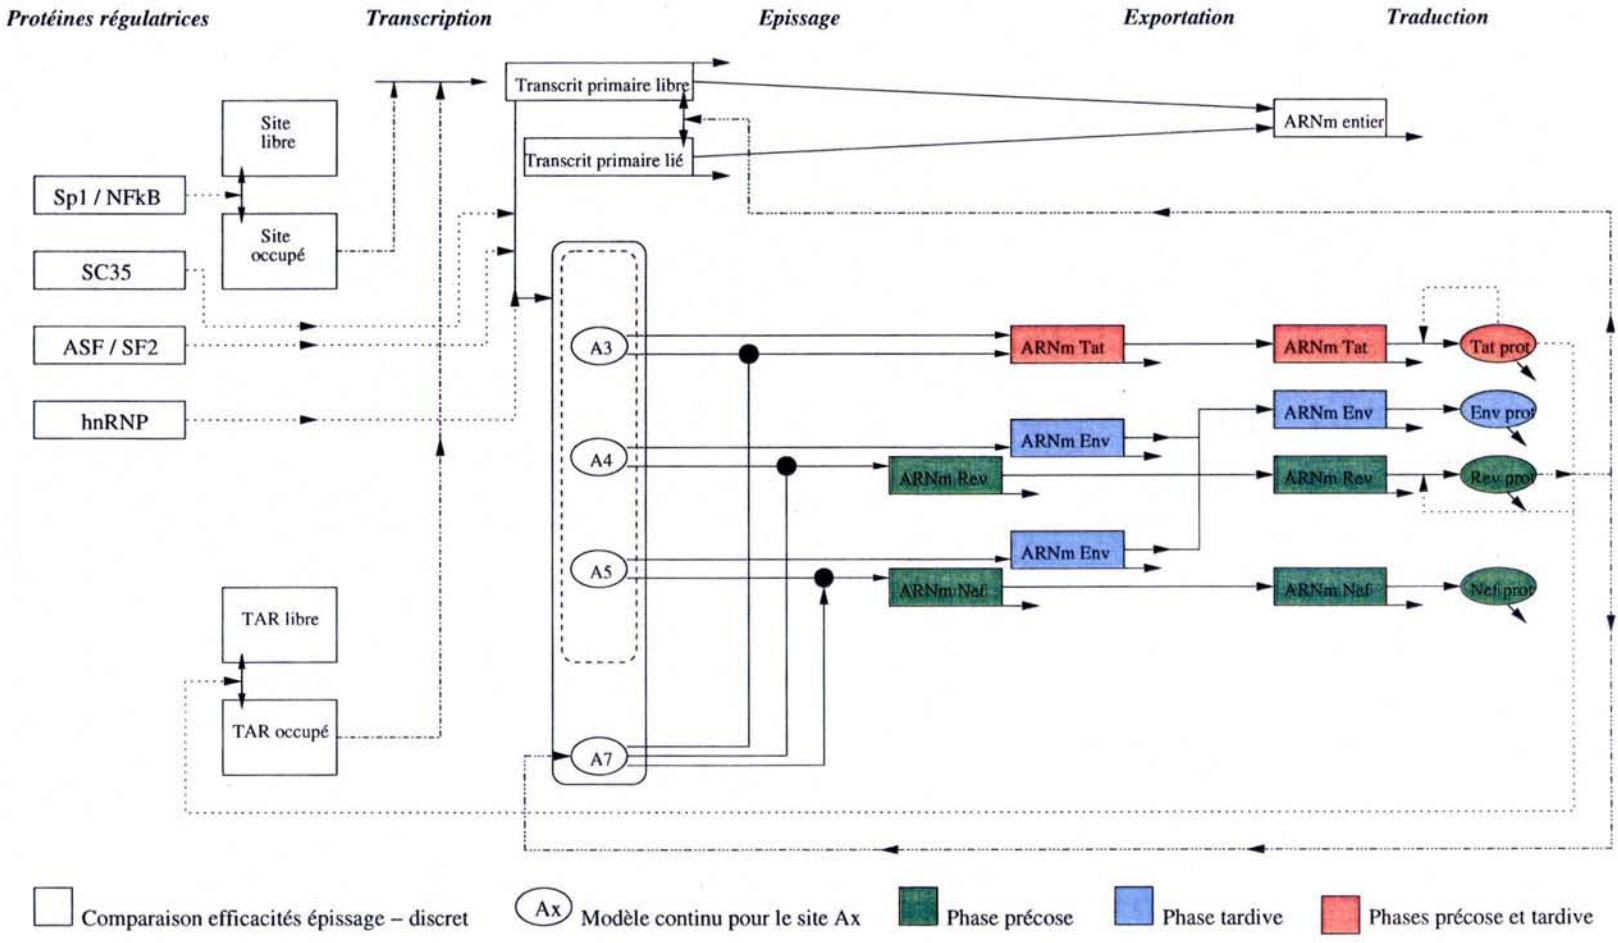 Protéines régulatrices
Transcription
Epissage
Exportation
Traduction
Transcrit primaire libre
Site
libre
ARNm entier
Transcrit primaire lié
Sp1 / NFkB
Site
occupé
SC35
ASF / SF2
A3
ARNm Tat
ARNm Tat
Tat prot
hnRNP
ARNm Env
Env prot
A4
ARNm Env
ARNm Rev
ARNm Rev
Rev prot
A5
ARNm Env
ARNm Nef
ARNm Nef
Nef prot
TAR libre
TAR occupé
A7
Comparaison efficacités épissage – discret
Ax
Modèle continu pour le site Ax
Phase précose
Phase tardive
Phases précose et tardive